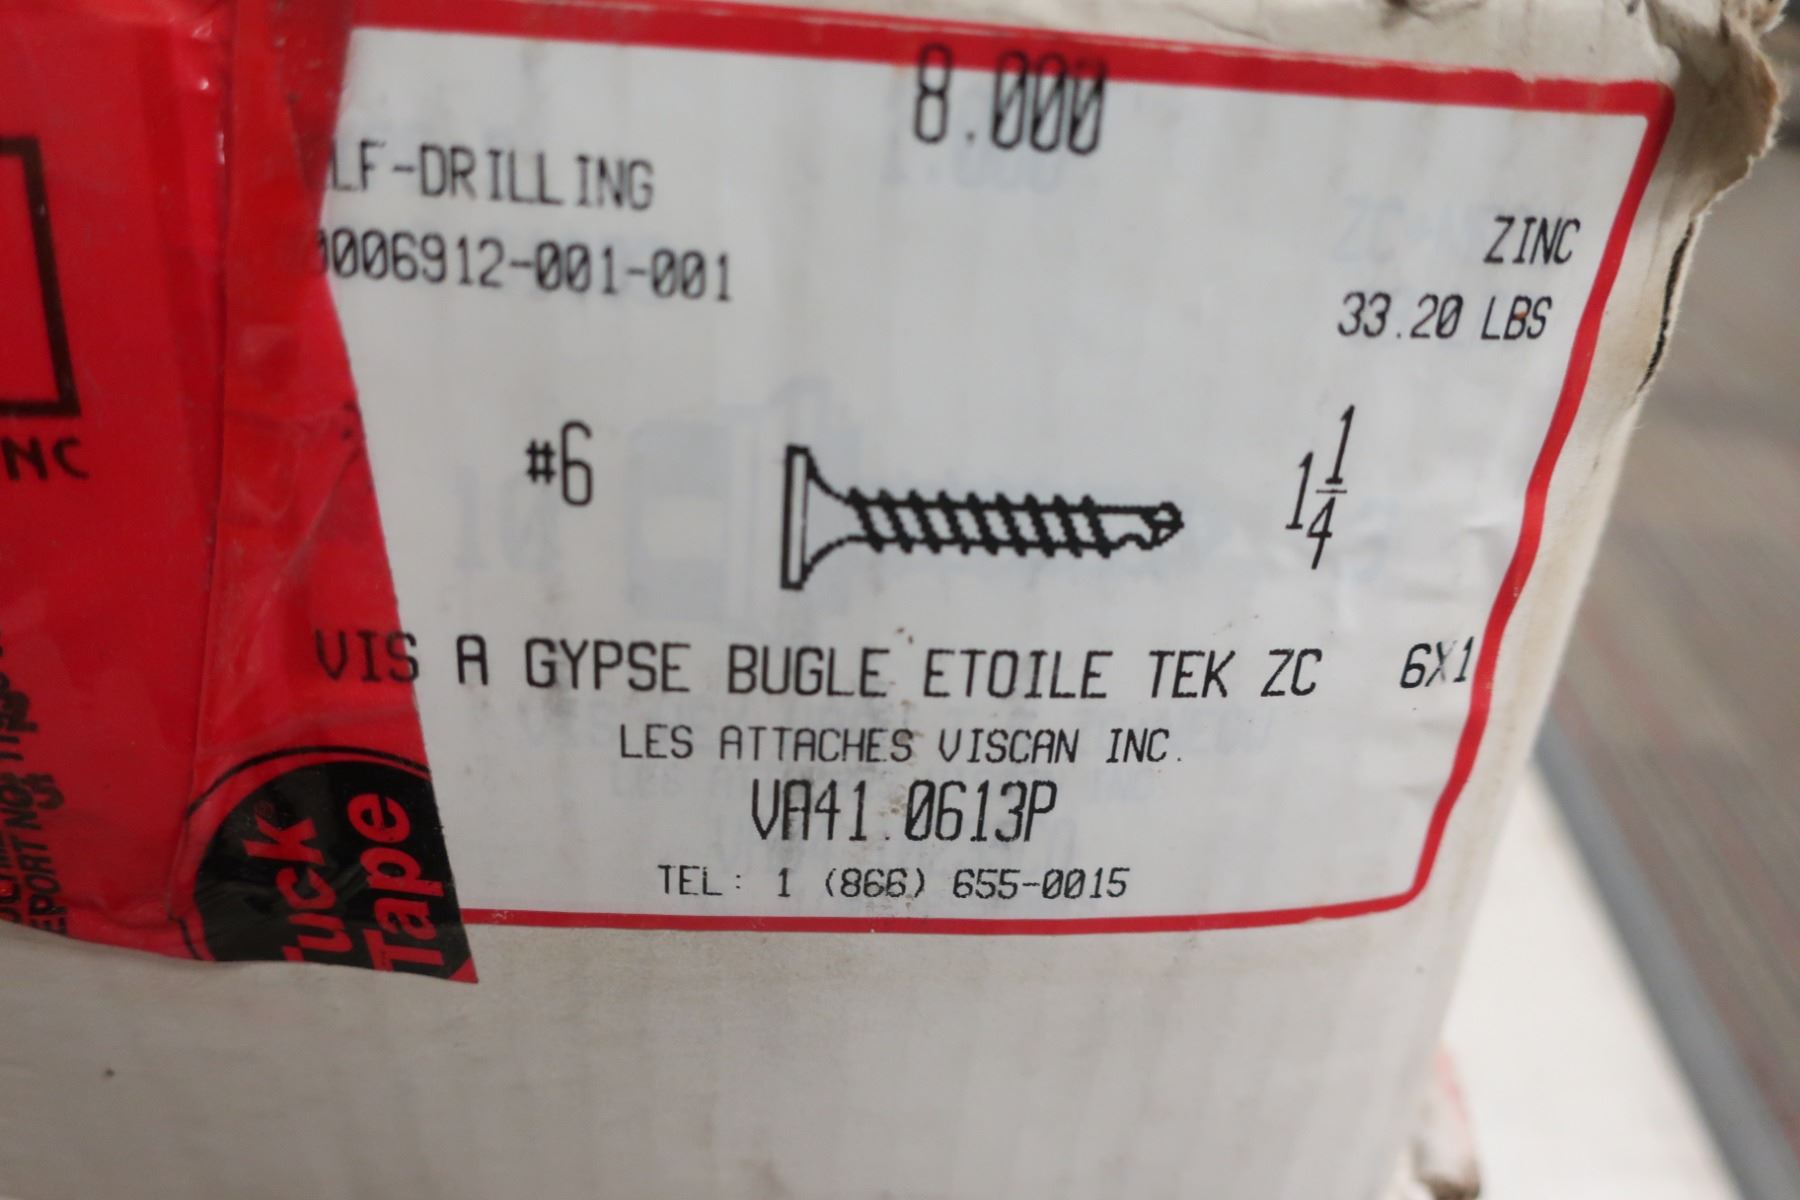 8.000
LF-DRILLING
0006912-001-001
ZINC
33.20 LBS
#6
1 1/4
VIS A GYPSE BUGLE ETOILE TEK ZC 6X1
LES ATTACHES VISCAN INC.
VA41.0613P
TEL: 1 (866) 655-0015
NC
Tuck
Tape